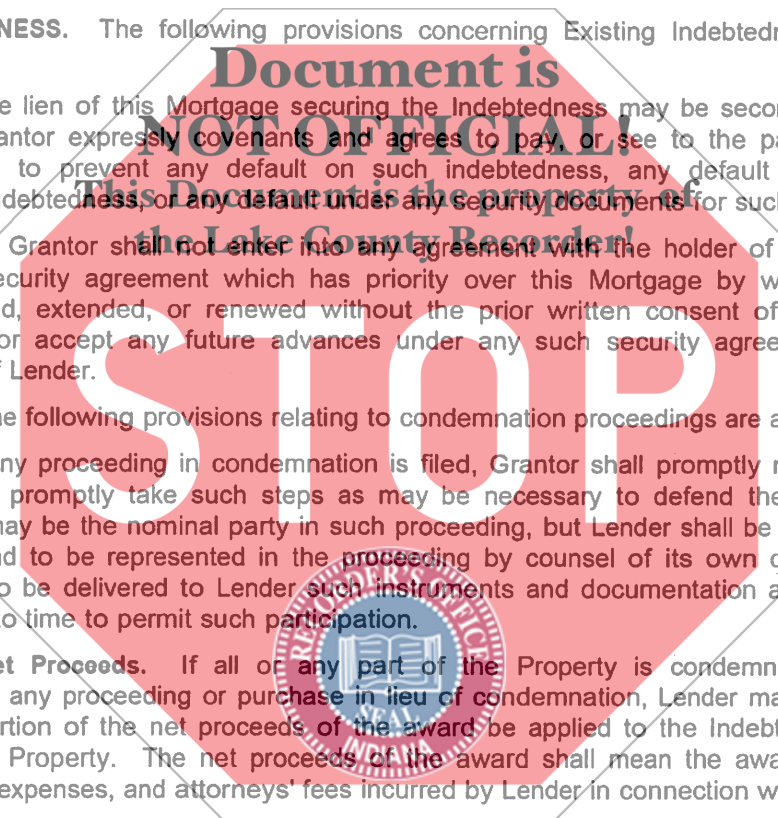 NESS. The following provisions concerning Existing Indebtedn
Document is
e lien of this Mortgage securing the Indebtedness may be secor
antor expressly covenants and agrees to pay, or see to the pa
NOT OFFICIAL!
to prevent any default on such indebtedness, any default
This Document is the property of
debtedness, or any default under any security documents for such
the Lake County Recorder!
Grantor shall not enter into any agreement with the holder of
ecurity agreement which has priority over this Mortgage by w
d, extended, or renewed without the prior written consent of
or accept any future advances under any such security agree
f Lender.
STOP
he following provisions relating to condemnation proceedings are a
ny proceeding in condemnation is filed, Grantor shall promptly r
promptly take such steps as may be necessary to defend the
may be the nominal party in such proceeding, but Lender shall be
d to be represented in the proceeding by counsel of its own c
o be delivered to Lender such instruments and documentation a
to time to permit such participation.
RECORDER'S OFFICE
et Proceeds. If all or any part of the Property is condemn
any proceeding or purchase in lieu of condemnation, Lender ma
rtion of the net proceeds of the award be applied to the Indebt
SEAL
Property. The net proceeds of the award shall mean the awa
INDIANA
expenses, and attorneys' fees incurred by Lender in connection w